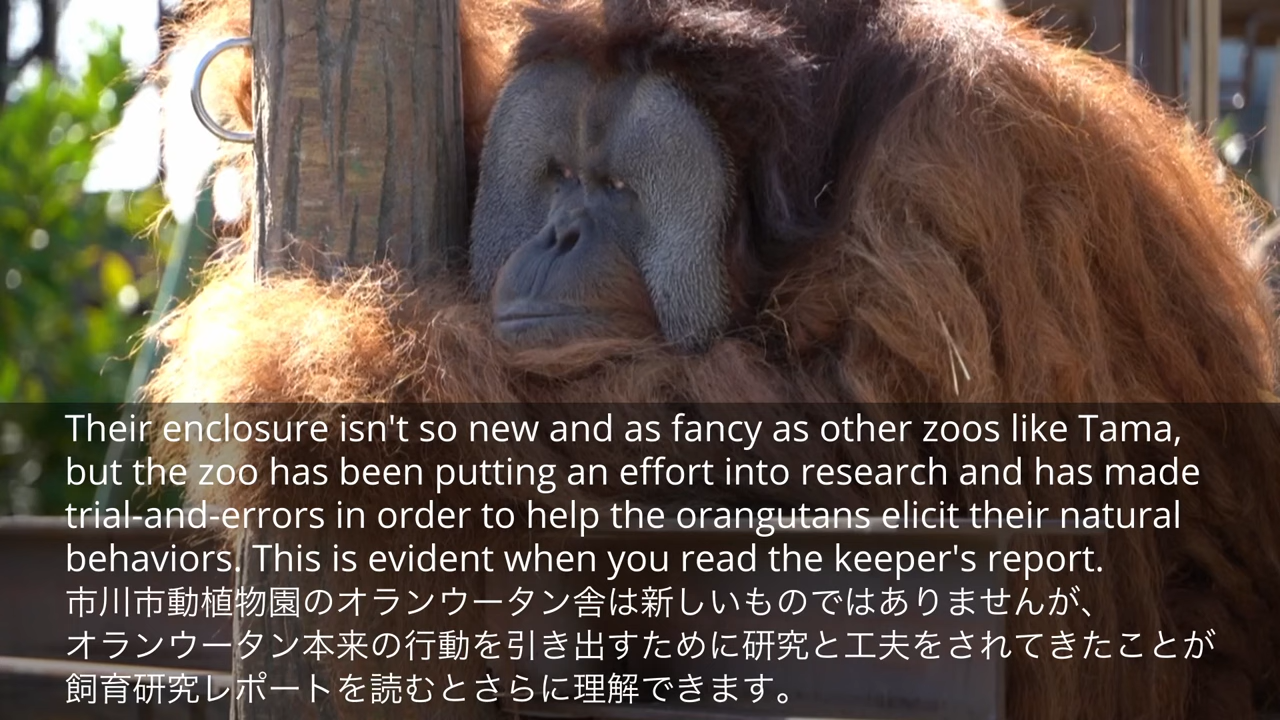 Their enclosure isn't so new and as fancy as other zoos like Tama,
but the zoo has been putting an effort into research and has made
trial-and-errors in order to help the orangutans elicit their natural
behaviors. This is evident when you read the keeper's report.
市川市動植物園のオランウータン舎は新しいものではありませんが、
オランウータン本来の行動を引き出すために研究と工夫をされてきたことが
飼育研究レポートを読むとさらに理解できます。